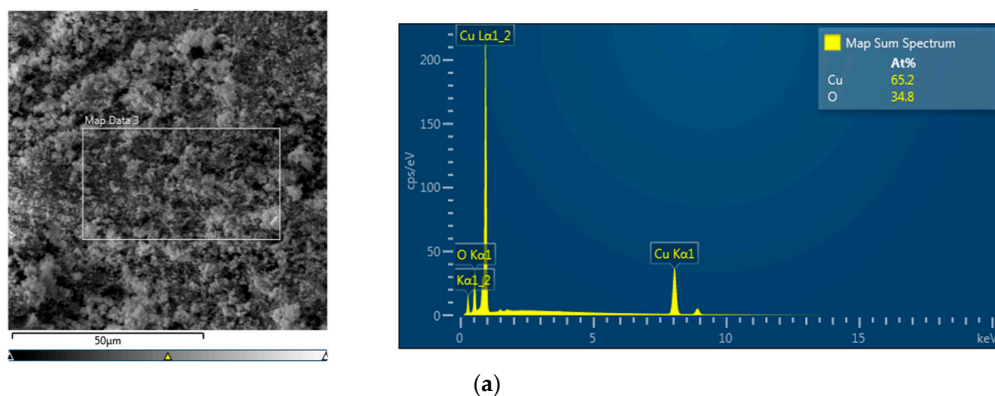 Map Data 3
50μm
cps/eV
200
150
100
50
0
Cu Lα1_2
O Kα1
Kα1_2
Cu Kα1
0
5
10
15
keV
Map Sum Spectrum
At%
Cu 65.2
O 34.8
(a)